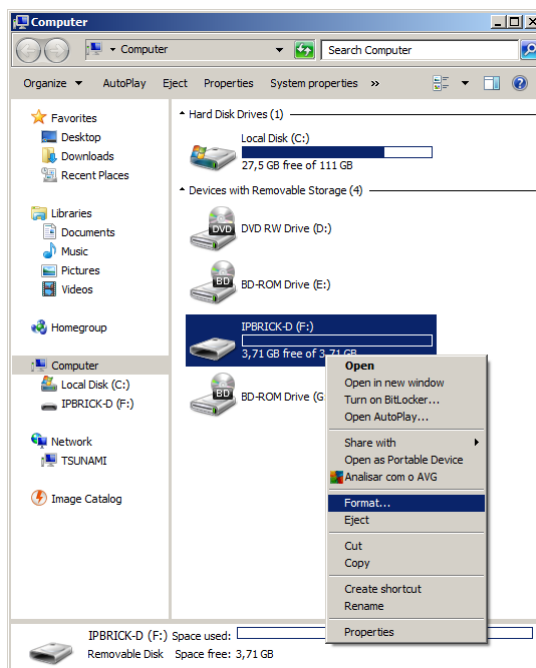 Computer
Computer
Search Computer
Organize
AutoPlay
Eject
Properties
System properties
»
Favorites
Desktop
Downloads
Recent Places
Libraries
Documents
Music
Pictures
Videos
Homegroup
Computer
Local Disk (C:)
IPBRICK-D (F:)
Network
TSUNAMI
Image Catalog
Hard Disk Drives (1)
Local Disk (C:)
27,5 GB free of 111 GB
Devices with Removable Storage (4)
DVD
DVD RW Drive (D:)
BD
BD-ROM Drive (E:)
IPBRICK-D (F:)
3,71 GB free of 3,71 GB
BD
BD-ROM Drive (G
Open
Open in new window
Turn on BitLocker...
Open AutoPlay...
Share with
Open as Portable Device
Analisar com o AVG
Format...
Eject
Cut
Copy
Create shortcut
Rename
Properties
IPBRICK-D (F:) Space used:
Removable Disk Space free: 3,71 GB